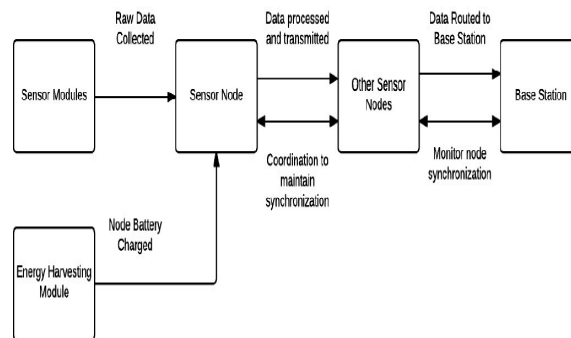 Raw Data
Collected
Data processed
and transmitted
Data Routed to
Base Station
Sensor Modules
Sensor Node
Other Sensor
Nodes
Base Station
Coordination to
maintain
synchronization
Monitor node
synchronization
Node Battery
Charged
Energy Harvesting
Module